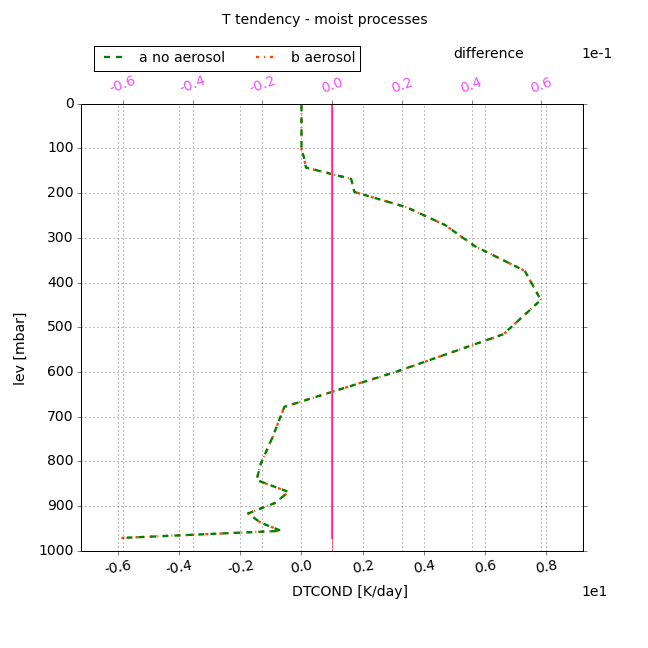 T tendency - moist processes
a no aerosol b aerosol
difference 1e-1
-0.6 -0.4 -0.2 0.0 0.2 0.4 0.6
0
100
200
300
400
500
600
700
800
900
1000
lev [mbar]
-0.6 -0.4 -0.2 0.0 0.2 0.4 0.6 0.8
DTCOND [K/day] 1e1